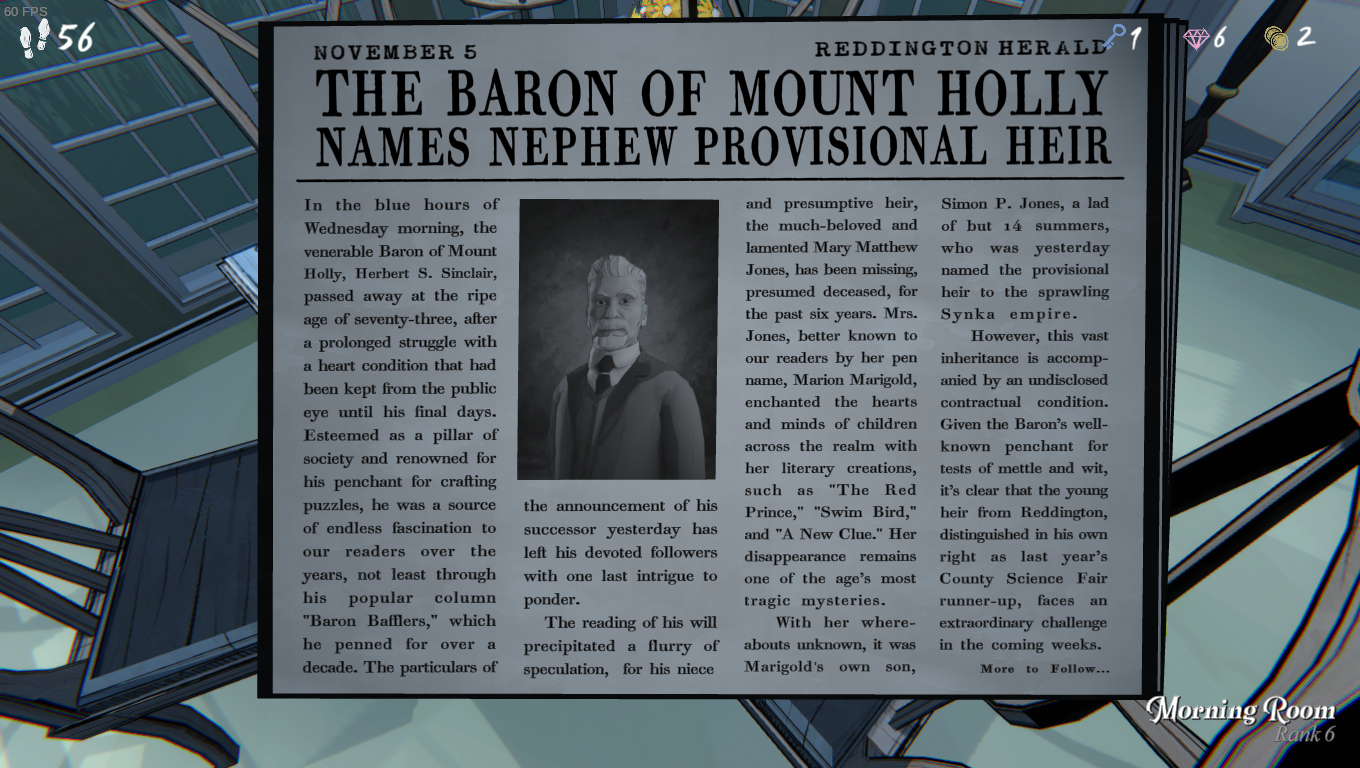 60 FPS
56
1
6
2
NOVEMBER 5
REDDINGTON HERALD
THE BARON OF MOUNT HOLLY
NAMES NEPHEW PROVISIONAL HEIR
In the blue hours of
Wednesday morning, the
venerable Baron of Mount
Holly, Herbert S. Sinclair,
passed away at the ripe
age of seventy-three, after
a prolonged struggle with
a heart condition that had
been kept from the public
eye until his final days.
Esteemed as a pillar of
society and renowned for
his penchant for crafting
puzzles, he was a source
of endless fascination to
our readers over the
years, not least through
his popular column
"Baron Bafflers," which
he penned for over a
decade. The particulars of
the announcement of his
successor yesterday has
left his devoted followers
with one last intrigue to
ponder.
The reading of his will
precipitated a flurry of
speculation, for his niece
and presumptive heir,
the much-beloved and
lamented Mary Matthew
Jones, has been missing,
presumed deceased, for
the past six years. Mrs.
Jones, better known to
our readers by her pen
name, Marion Marigold,
enchanted the hearts
and minds of children
across the realm with
her literary creations,
such as "The Red
Prince," "Swim Bird,"
and "A New Clue." Her
disappearance remains
one of the age's most
tragic mysteries.
With her where-
abouts unknown, it was
Marigold's own son,
Simon P. Jones, a lad
of but 14 summers,
who was yesterday
named the provisional
heir to the sprawling
Synka empire.
However, this vast
inheritance is accomp-
anied by an undisclosed
contractual condition.
Given the Baron's well-
known penchant for
tests of mettle and wit,
it's clear that the young
heir from Reddington,
distinguished in his own
right as last year's
County Science Fair
runner-up, faces an
extraordinary challenge
in the coming weeks.
More to Follow...
Morning Room
Rank 6